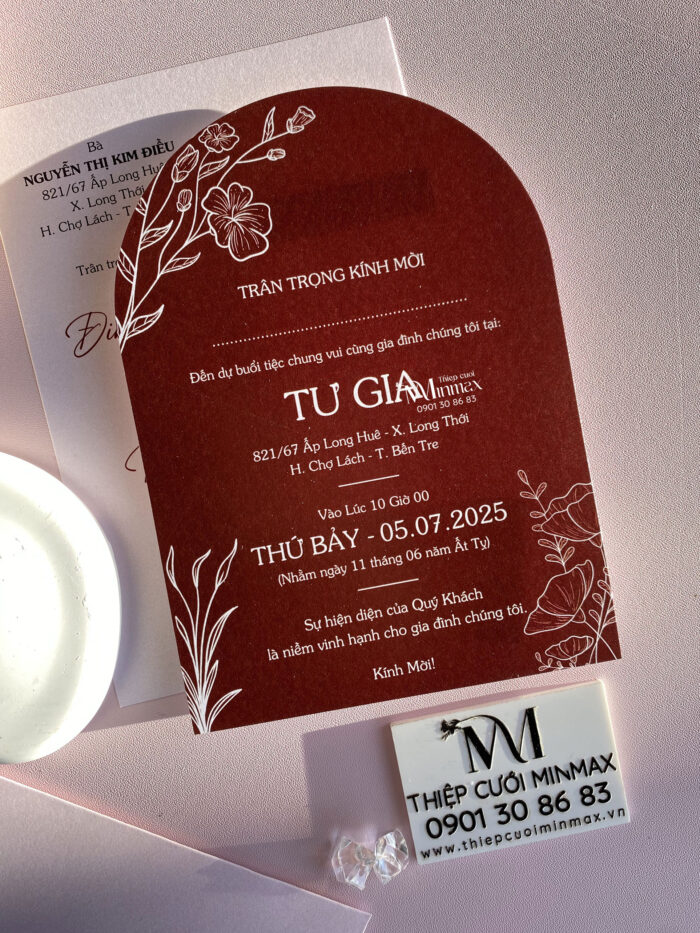 Bà
NGUYỄN THỊ KIM ĐIỀU
821/67 Ấp Long Huê
X. Long Thới
H. Chợ Lách - T.
Trân
TRÂN TRỌNG KÍNH MỜI
Đến dự buổi tiệc chung vui cùng gia đình chúng tôi tại:
TƯ GIA
Thiệp cưới
Minmax
0901 30 86 83
821/67 Ấp Long Huê - X. Long Thới
H. Chợ Lách - T. Bến Tre
Vào Lúc 10 Giờ 00
THỨ BẢY - 05.07.2025
(Nhằm ngày 11 tháng 06 năm Ất Tỵ)
Sự hiện diện của Quý Khách
là niềm vinh hạnh cho gia đình chúng tôi.
Kính Mời!
M
THIỆP CƯỚI MINMAX
0901 30 86 83
www.thiepcuoiminmax.vn